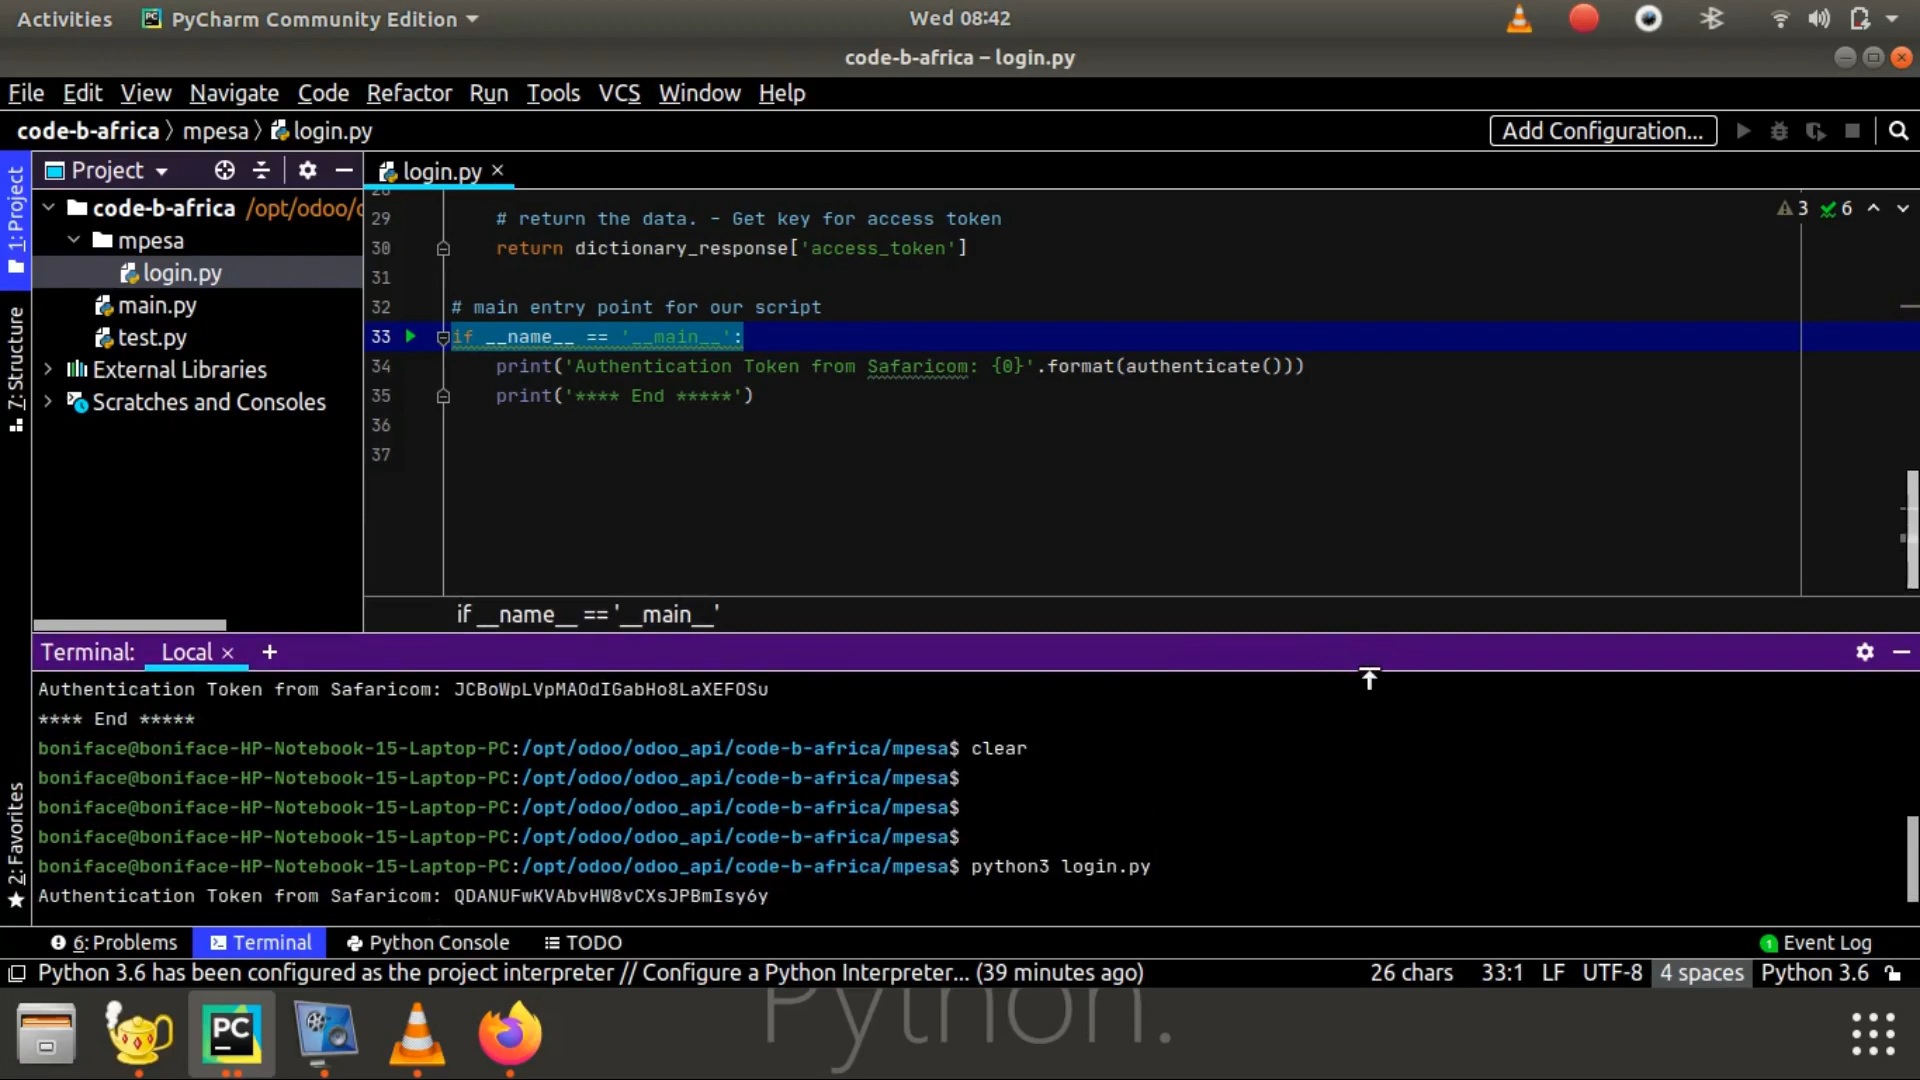 Activities PyCharm Community Edition Wed 08:42
code-b-africa – login.py
File Edit View Navigate Code Refactor Run Tools VCS Window Help
code-b-africa 〉 mpesa 〉 login.py Add Configuration...
1: Project
7: Structure
2: Favorites
Project
code-b-africa /opt/odoo/
mpesa
login.py
main.py
test.py
External Libraries
Scratches and Consoles
login.py ×
3 6
29 # return the data. - Get key for access token
30 return dictionary_response['access_token']
31
32 # main entry point for our script
33 if __name__ == '__main__':
34 print('Authentication Token from Safaricom: {0}'.format(authenticate()))
35 print('**** End *****')
36
37
if __name__ == '__main__'
Terminal: Local × +
Authentication Token from Safaricom: JCBoWpLVpMAOdIGabHo8LaXEFOSu
**** End *****
boniface@boniface-HP-Notebook-15-Laptop-PC:/opt/odoo/odoo_api/code-b-africa/mpesa$ clear
boniface@boniface-HP-Notebook-15-Laptop-PC:/opt/odoo/odoo_api/code-b-africa/mpesa$
boniface@boniface-HP-Notebook-15-Laptop-PC:/opt/odoo/odoo_api/code-b-africa/mpesa$
boniface@boniface-HP-Notebook-15-Laptop-PC:/opt/odoo/odoo_api/code-b-africa/mpesa$
boniface@boniface-HP-Notebook-15-Laptop-PC:/opt/odoo/odoo_api/code-b-africa/mpesa$ python3 login.py
Authentication Token from Safaricom: QDANUFwKVAbvHW8vCXsJPBmIsy6y
6: Problems Terminal Python Console TODO 1 Event Log
Python 3.6 has been configured as the project interpreter // Configure a Python Interpreter... (39 minutes ago) 26 chars 33:1 LF UTF-8 4 spaces Python 3.6
PC
Python.